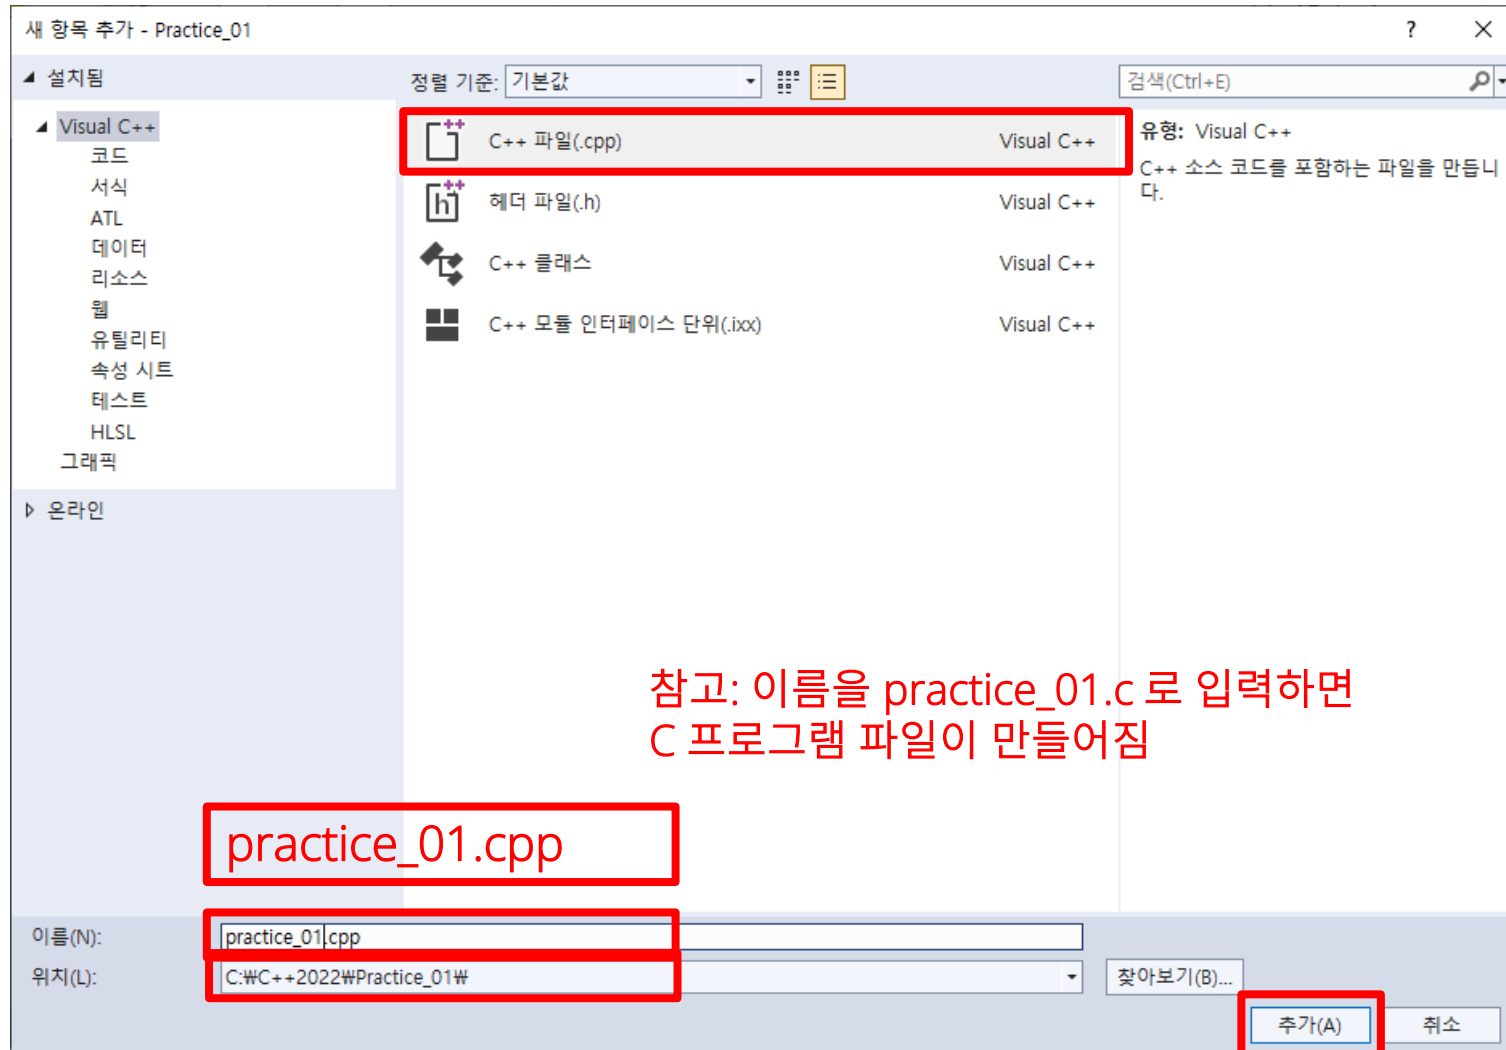 새 항목 추가 - Practice_01
?
설치됨
정렬 기준: 기본값
검색(Ctrl+E)
Visual C++
코드
서식
ATL
데이터
리소스
웹
유틸리티
속성 시트
테스트
HLSL
그래픽
온라인
C++ 파일(.cpp) Visual C++
헤더 파일(.h) Visual C++
C++ 클래스 Visual C++
C++ 모듈 인터페이스 단위(.ixx) Visual C++
유형: Visual C++
C++ 소스 코드를 포함하는 파일을 만듭니
다.
참고: 이름을 practice_01.c 로 입력하면
C 프로그램 파일이 만들어짐
practice_01.cpp
이름(N): practice_01.cpp
위치(L): C:₩C++2022₩Practice_01₩ 찾아보기(B)...
추가(A) 취소